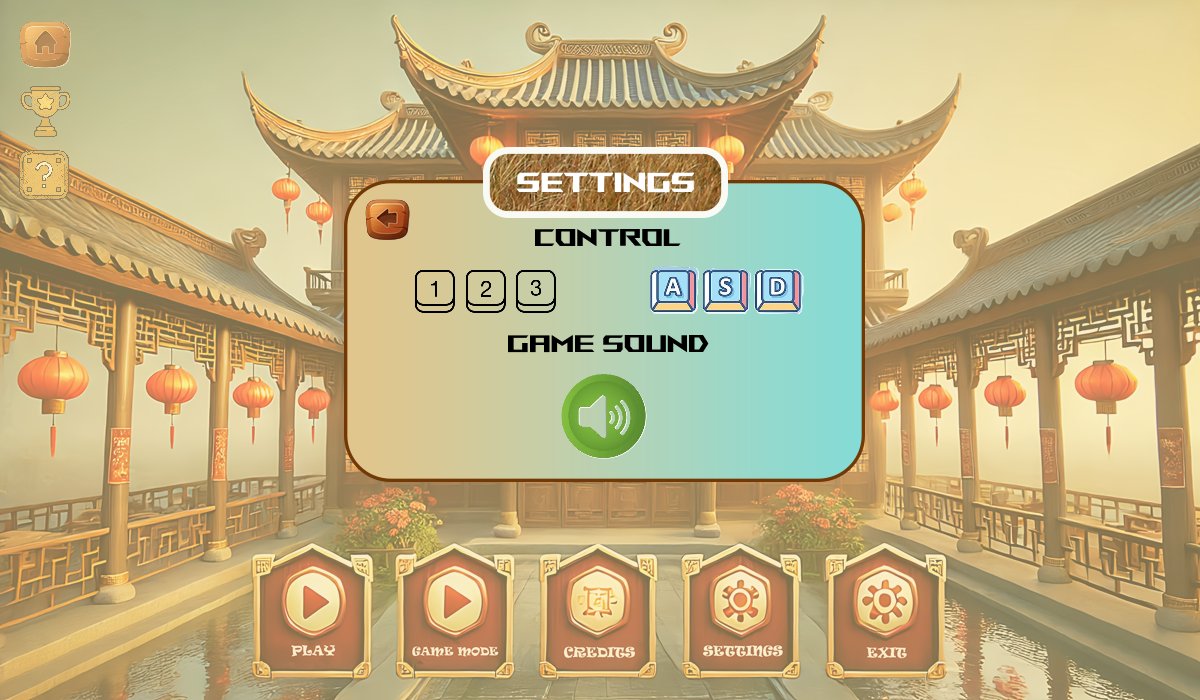 SETTINGS
CONTROL
1 2 3 A S D
GAME SOUND
PLAY GAME MODE CREDITS SETTINGS EXIT
?